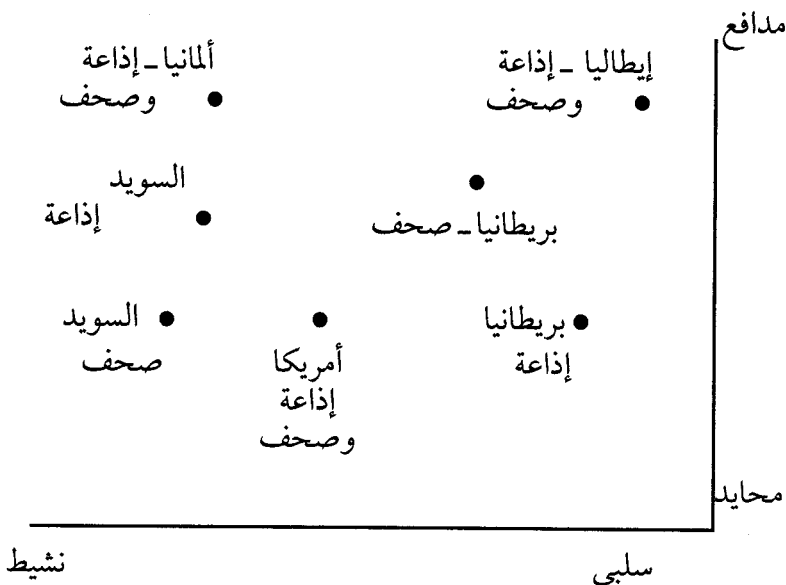 مدافع
إيطاليا ـ إذاعة
وصحف
ألمانيا ـ إذاعة
وصحف
السويد
إذاعة
بريطانيا ـ صحف
بريطانيا
إذاعة
أمريكا
إذاعة
وصحف
السويد
صحف
محايد
سلبي
نشيط